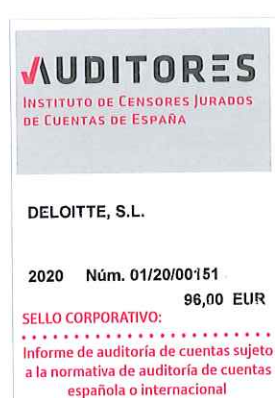 AUDITORES
INSTITUTO DE CENSORES JURADOS
DE CUENTAS DE ESPAÑA
DELOITTE, S.L.
2020 Núm. 01/20/00151
96,00 EUR
SELLO CORPORATIVO:
Informe de auditoría de cuentas sujeto
a la normativa de auditoría de cuentas
española o internacional